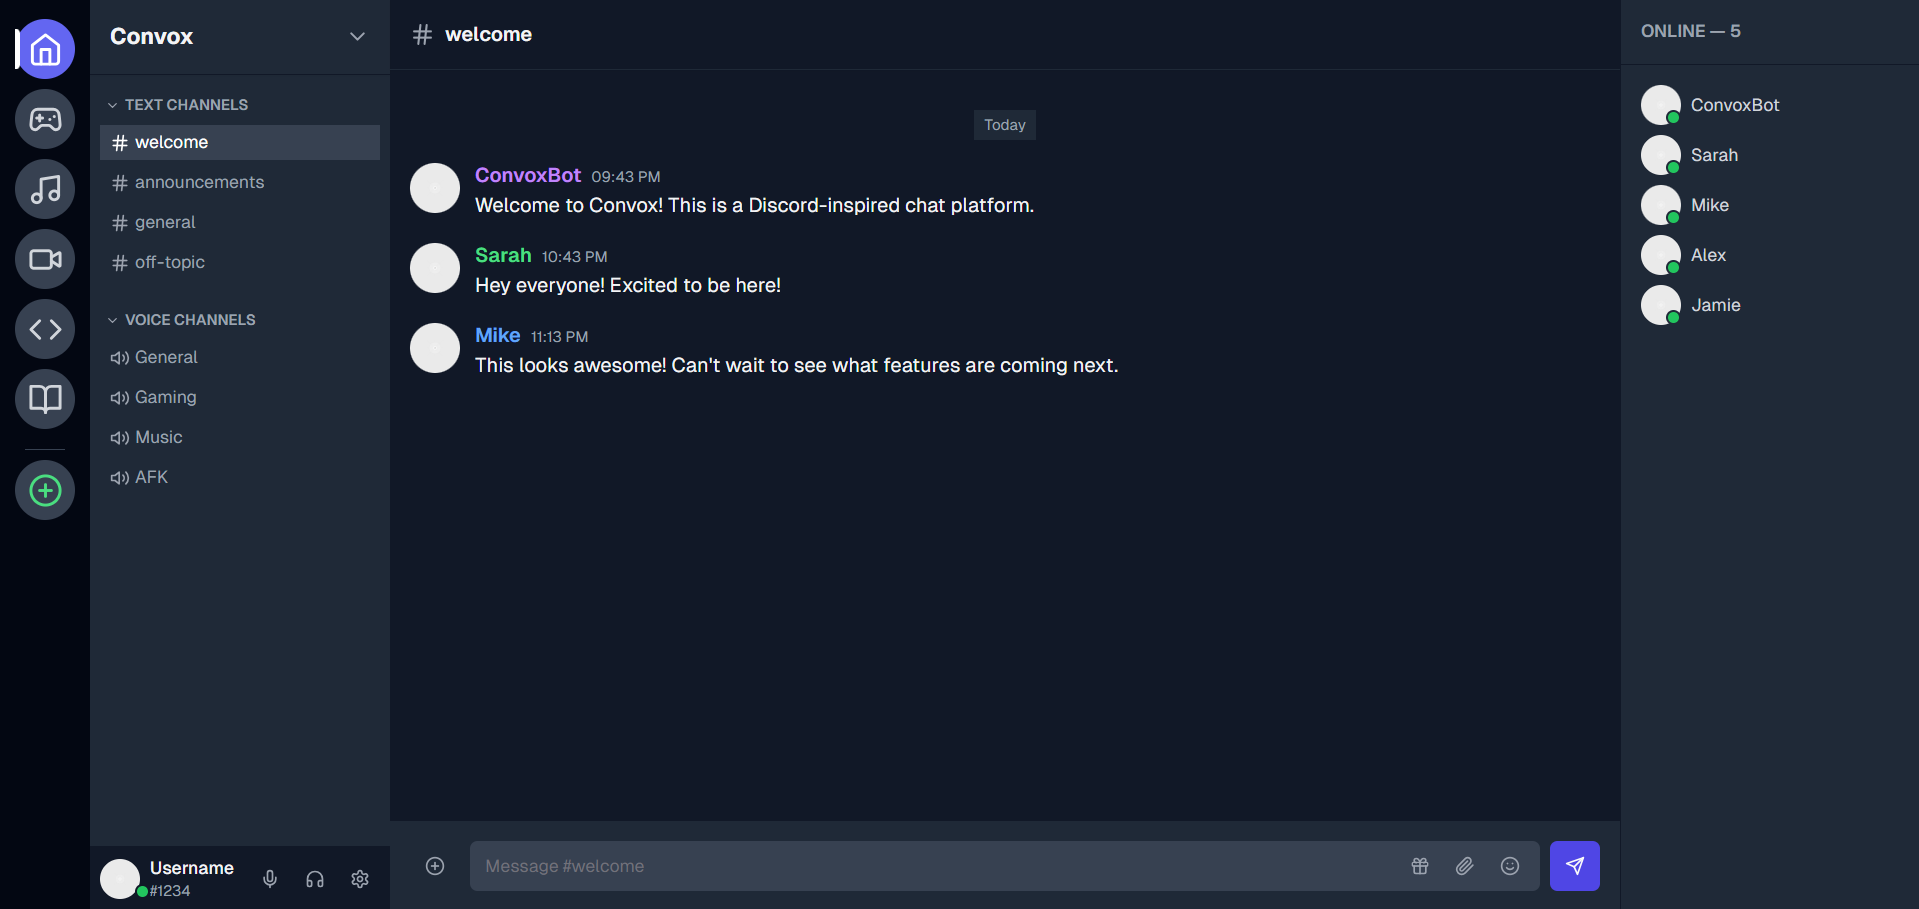 Convox
TEXT CHANNELS
# welcome
# announcements
# general
# off-topic
VOICE CHANNELS
General
Gaming
Music
AFK
Username
#1234
# welcome
Today
ConvoxBot 09:43 PM
Welcome to Convox! This is a Discord-inspired chat platform.
Sarah 10:43 PM
Hey everyone! Excited to be here!
Mike 11:13 PM
This looks awesome! Can't wait to see what features are coming next.
Message #welcome
ONLINE — 5
ConvoxBot
Sarah
Mike
Alex
Jamie